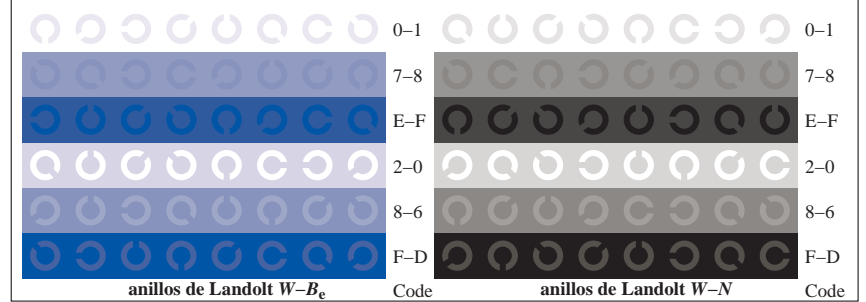 0–1 0–1
7–8 7–8
E–F E–F
2–0 2–0
8–6 8–6
F–D F–D
anillos de Landolt W–Be Code anillos de Landolt W–N Code